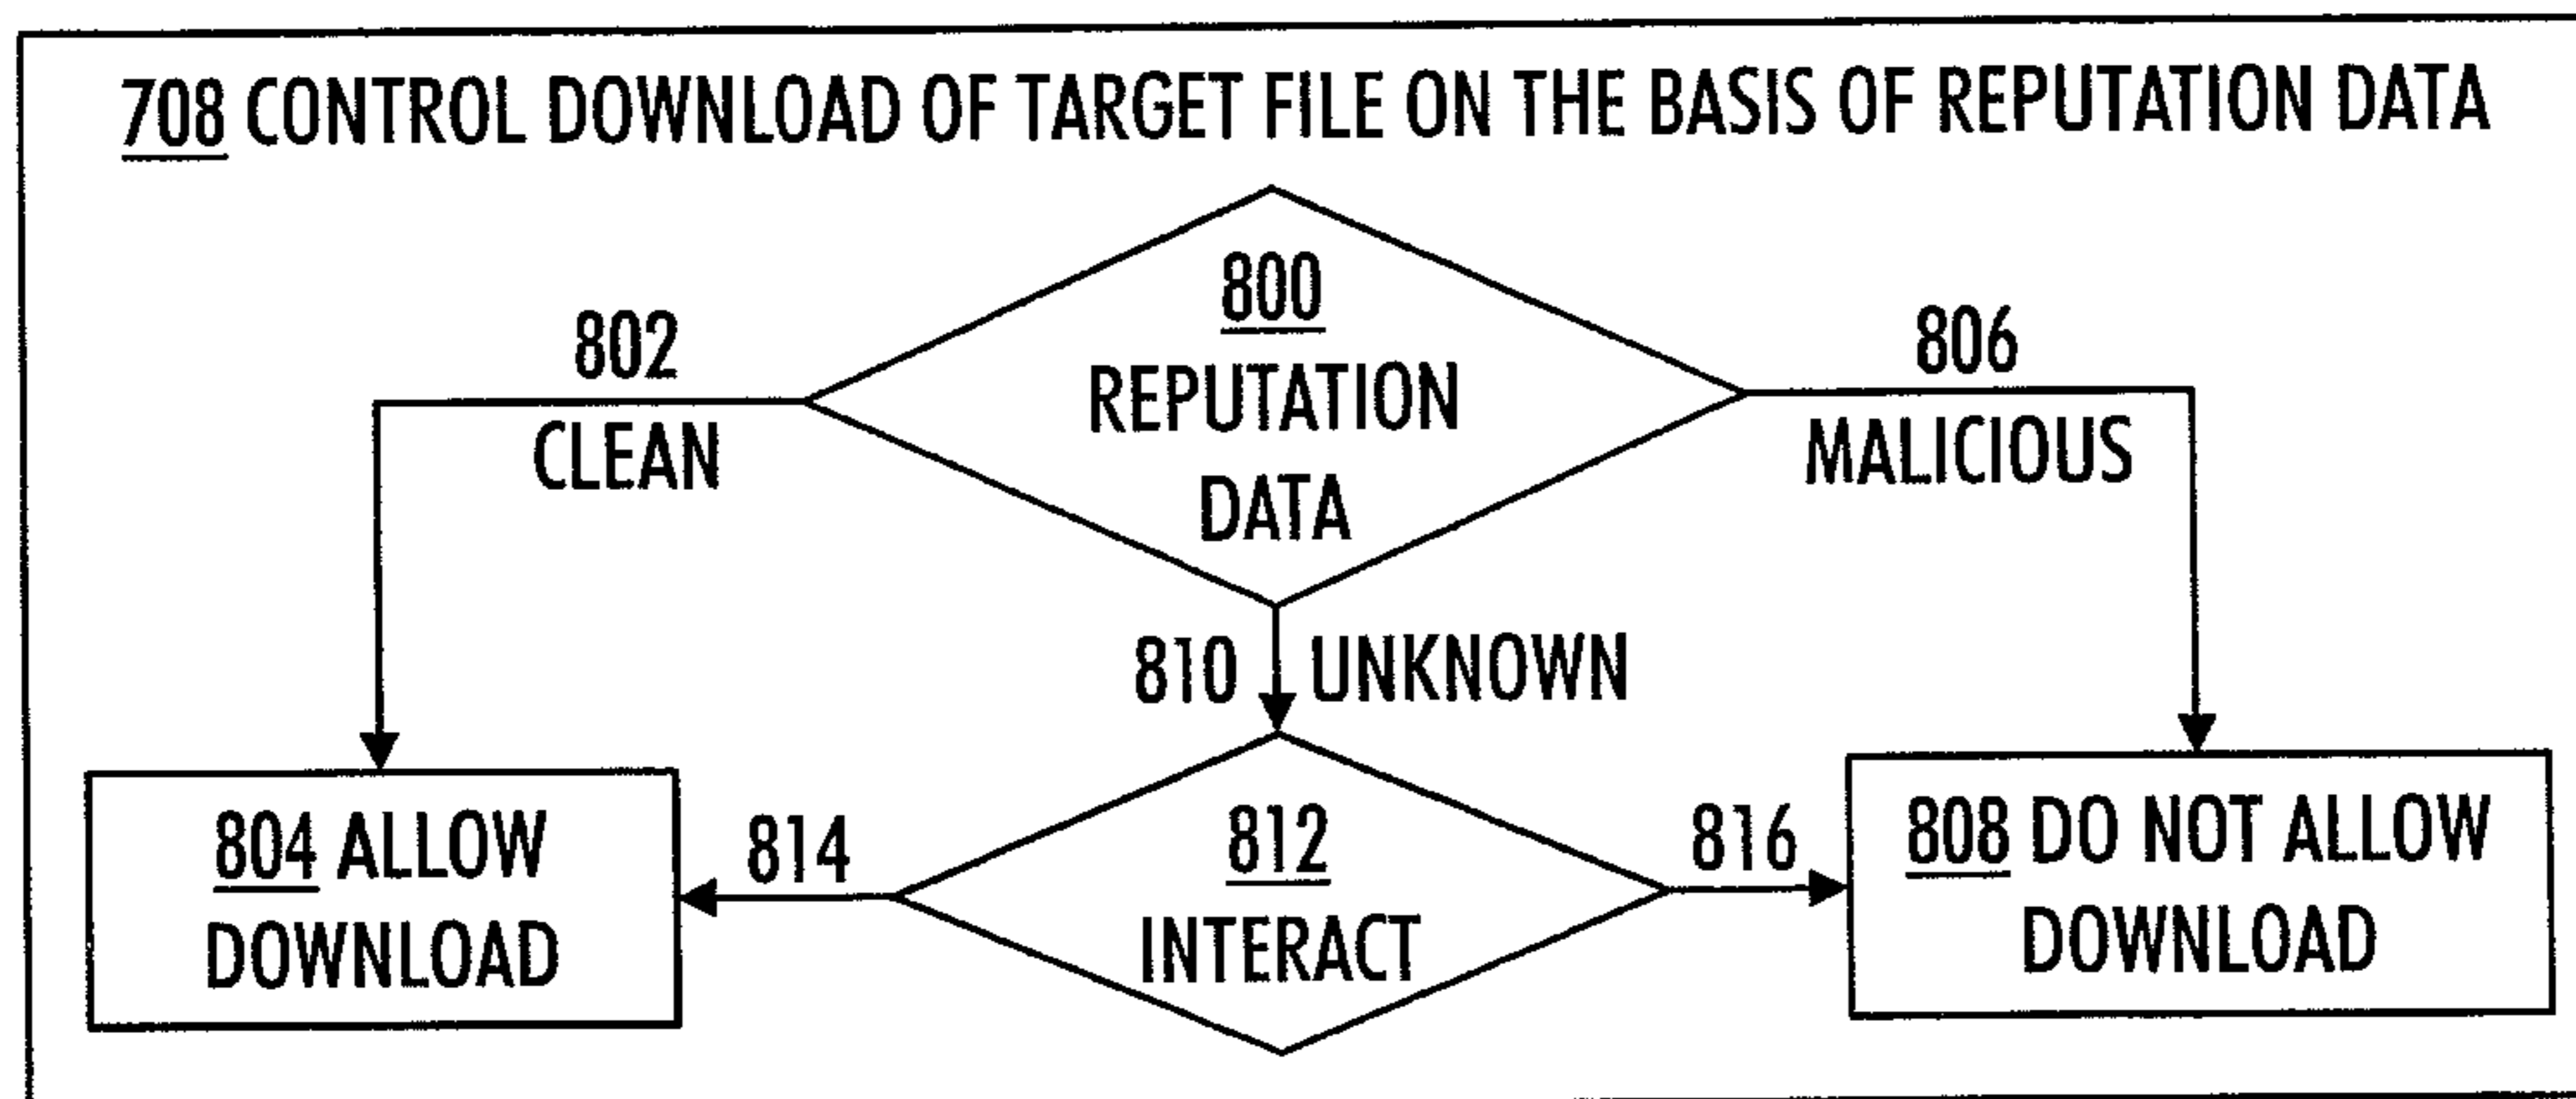 708 CONTROL DOWNLOAD OF TARGET FILE ON THE BASIS OF REPUTATION DATA
800
REPUTATION
DATA
802
CLEAN
806
MALICIOUS
810 UNKNOWN
804 ALLOW
DOWNLOAD
814
812
INTERACT
816
808 DO NOT ALLOW
DOWNLOAD